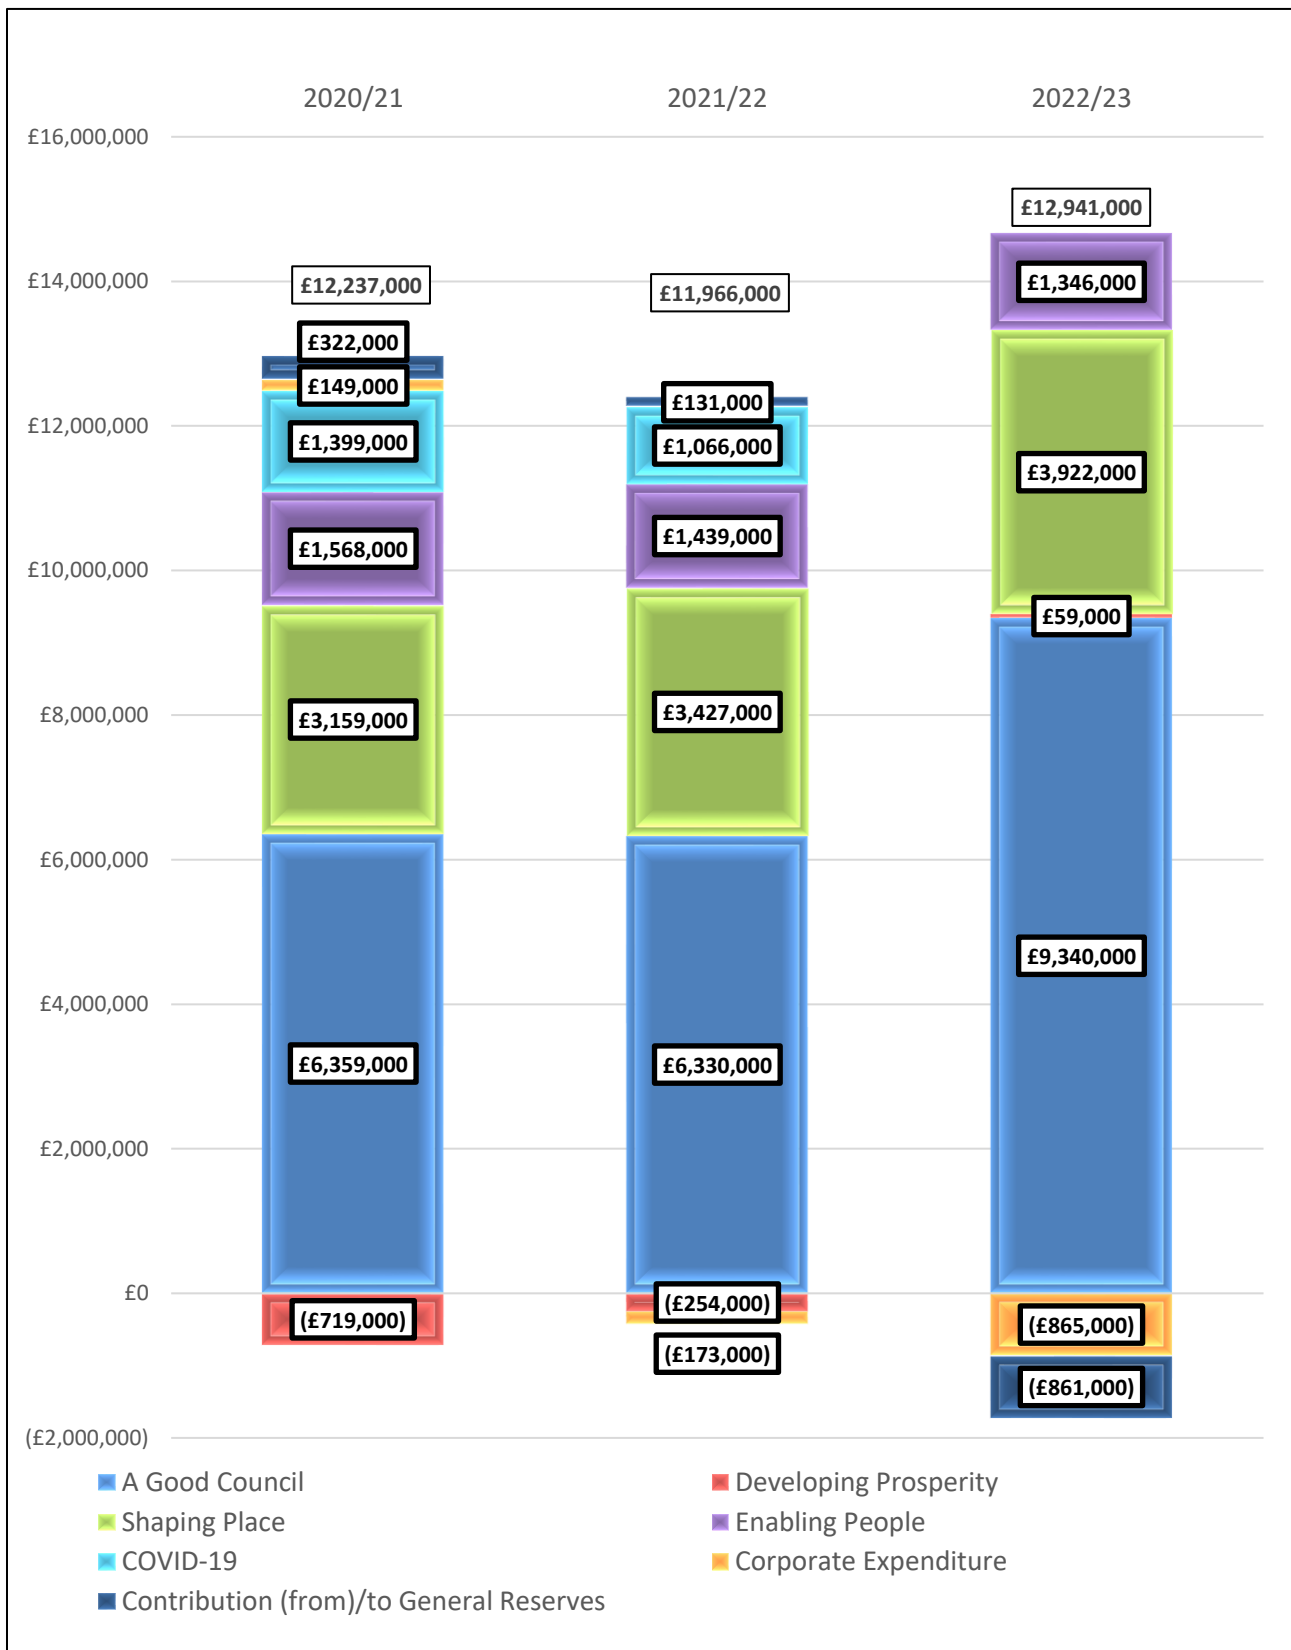 2020/21 2021/22 2022/23
£16,000,000
£12,941,000
£14,000,000 £12,237,000 £11,966,000 £1,346,000
£322,000
£149,000
£12,000,000 £131,000
£1,399,000 £1,066,000
£3,922,000
£10,000,000 £1,568,000 £1,439,000
£59,000
£8,000,000 £3,159,000 £3,427,000
£6,000,000
£9,340,000
£4,000,000
£6,359,000 £6,330,000
£2,000,000
£0 (£254,000)
(£719,000) (£865,000)
(£173,000)
(£861,000)
(£2,000,000)
A Good Council Developing Prosperity
Shaping Place Enabling People
COVID-19 Corporate Expenditure
Contribution (from)/to General Reserves